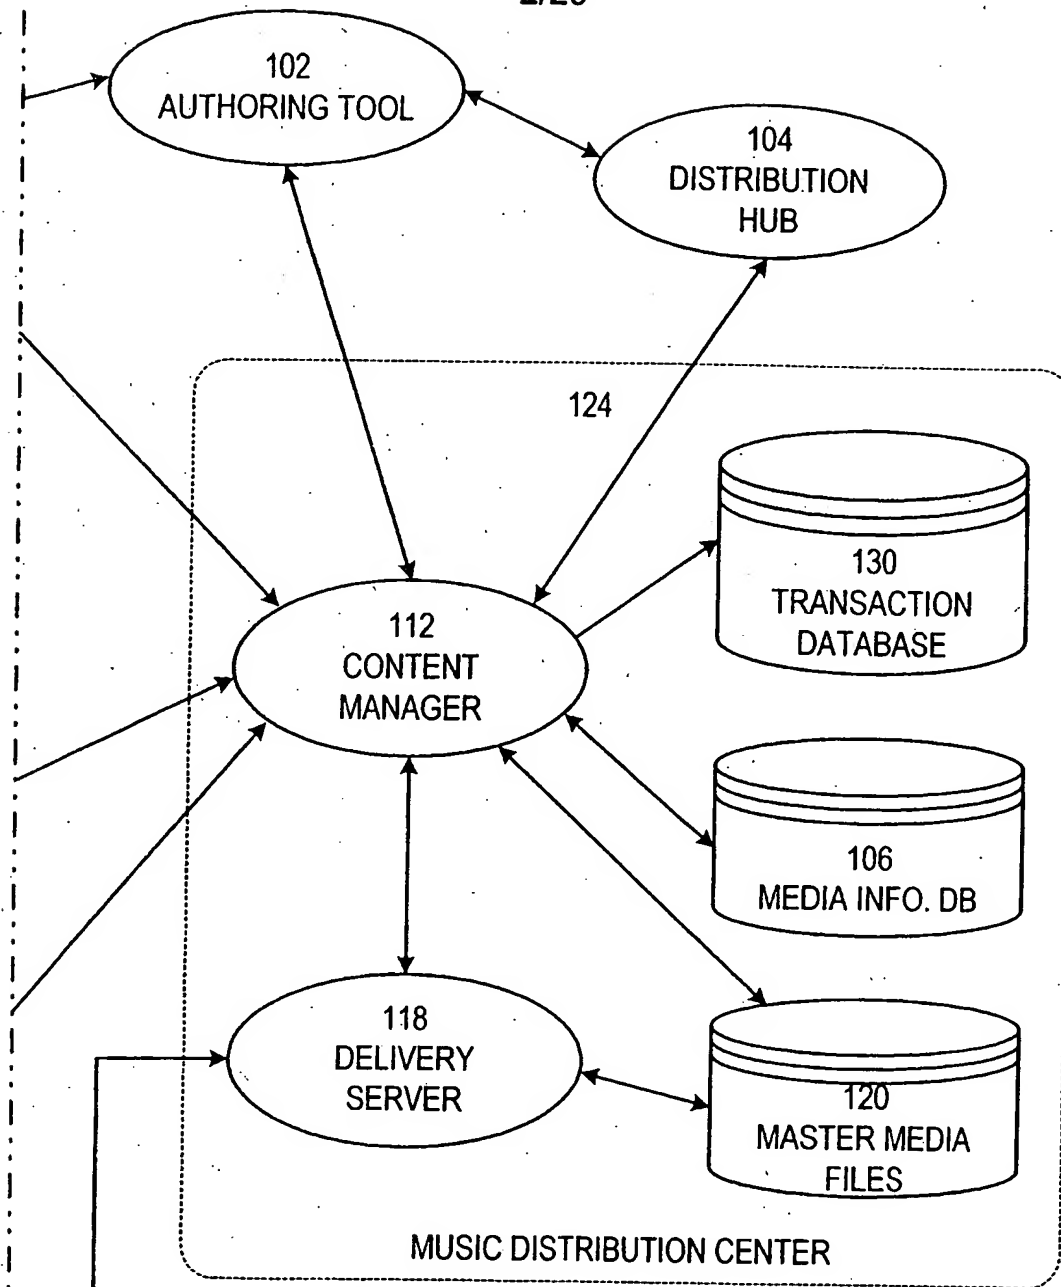 102
AUTHORING TOOL
104
DISTRIBUTION
HUB
124
130
TRANSACTION
DATABASE
112
CONTENT
MANAGER
106
MEDIA INFO. DB
118
DELIVERY
SERVER
120
MASTER MEDIA
FILES
MUSIC DISTRIBUTION CENTER